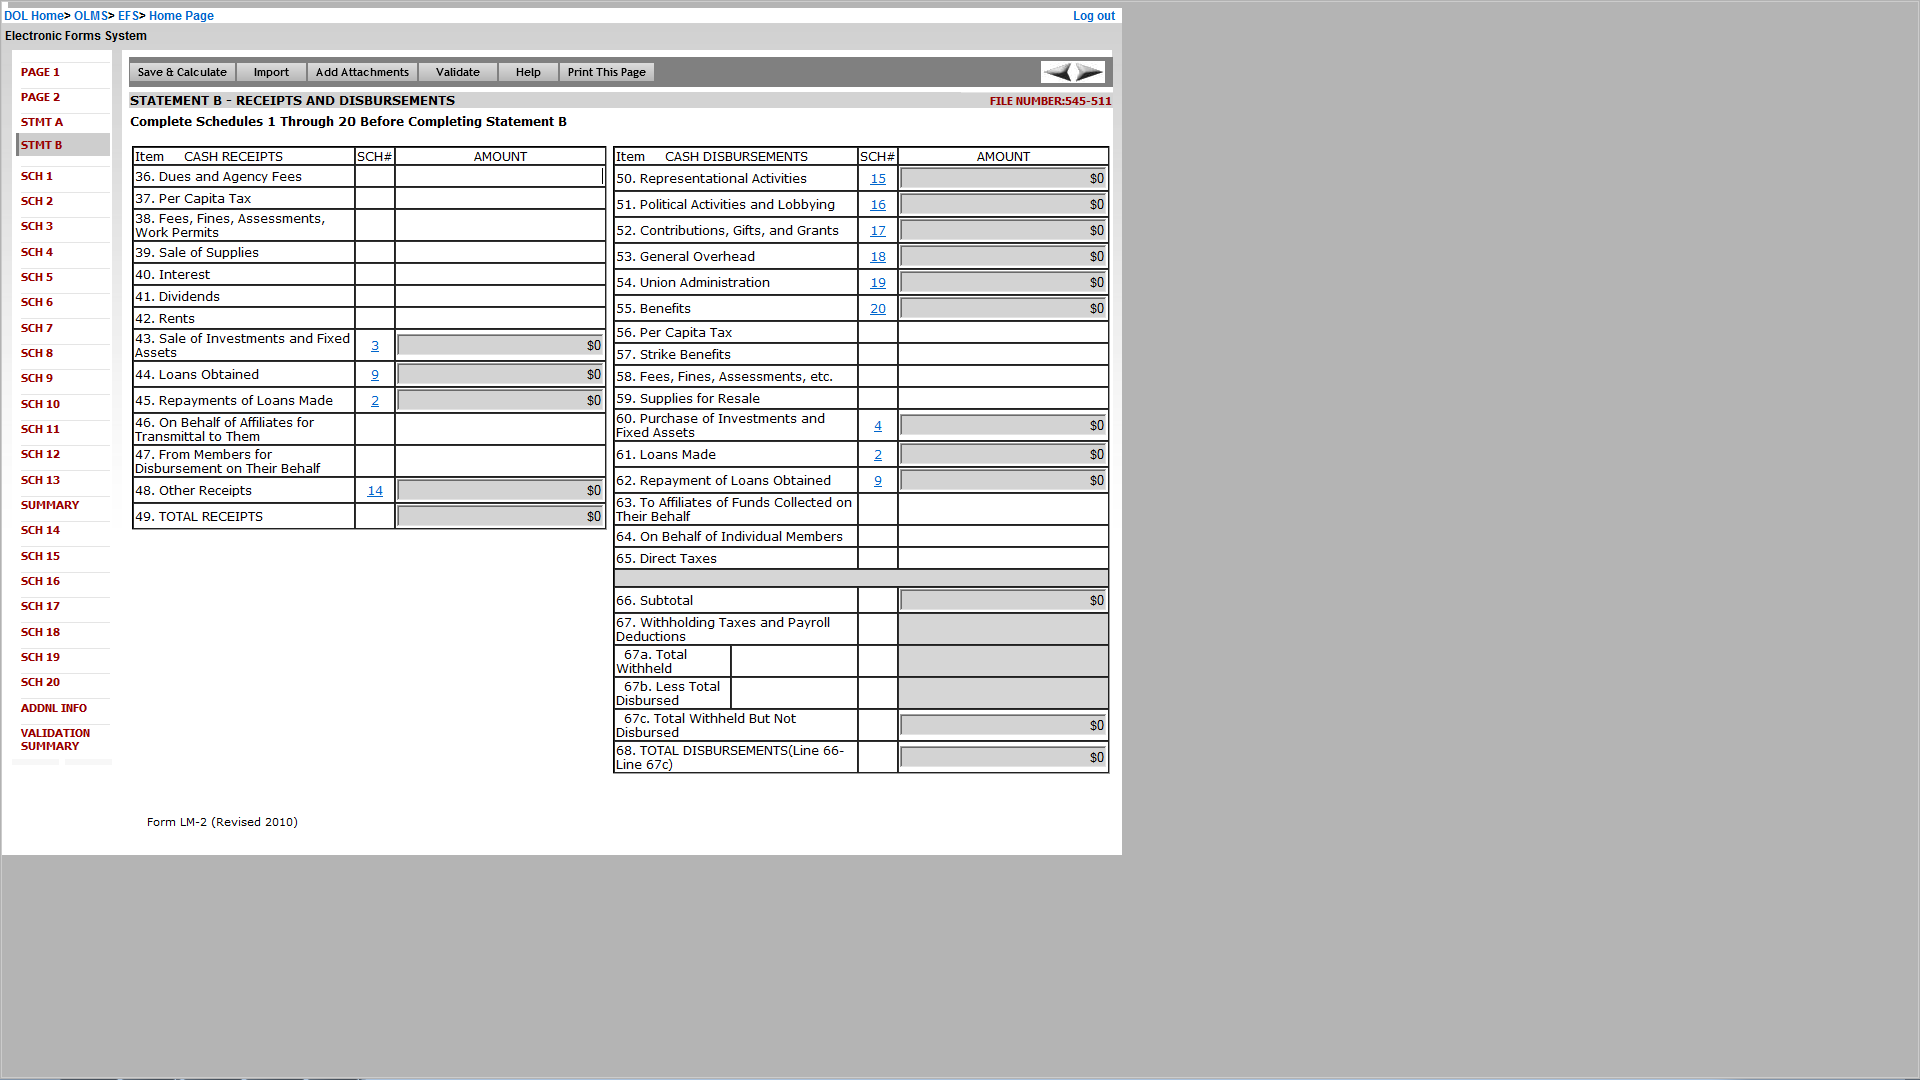 DOL Home> OLMS> EFS> Home Page
Log out
Electronic Forms System
PAGE 1
PAGE 2
STMT A
STMT B
SCH 1
SCH 2
SCH 3
SCH 4
SCH 5
SCH 6
SCH 7
SCH 8
SCH 9
SCH 10
SCH 11
SCH 12
SCH 13
SUMMARY
SCH 14
SCH 15
SCH 16
SCH 17
SCH 18
SCH 19
SCH 20
ADDNL INFO
VALIDATION
SUMMARY
Save & Calculate Import Add Attachments Validate Help Print This Page
STATEMENT B - RECEIPTS AND DISBURSEMENTS
FILE NUMBER:545-511
Complete Schedules 1 Through 20 Before Completing Statement B
Item CASH RECEIPTS SCH# AMOUNT
36. Dues and Agency Fees
37. Per Capita Tax
38. Fees, Fines, Assessments,
Work Permits
39. Sale of Supplies
40. Interest
41. Dividends
42. Rents
43. Sale of Investments and Fixed
Assets 3 $0
44. Loans Obtained 9 $0
45. Repayments of Loans Made 2 $0
46. On Behalf of Affiliates for
Transmittal to Them
47. From Members for
Disbursement on Their Behalf
48. Other Receipts 14 $0
49. TOTAL RECEIPTS $0
Item CASH DISBURSEMENTS SCH# AMOUNT
50. Representational Activities 15 $0
51. Political Activities and Lobbying 16 $0
52. Contributions, Gifts, and Grants 17 $0
53. General Overhead 18 $0
54. Union Administration 19 $0
55. Benefits 20 $0
56. Per Capita Tax
57. Strike Benefits
58. Fees, Fines, Assessments, etc.
59. Supplies for Resale
60. Purchase of Investments and
Fixed Assets 4 $0
61. Loans Made 2 $0
62. Repayment of Loans Obtained 9 $0
63. To Affiliates of Funds Collected on
Their Behalf
64. On Behalf of Individual Members
65. Direct Taxes
66. Subtotal $0
67. Withholding Taxes and Payroll
Deductions
67a. Total
Withheld
67b. Less Total
Disbursed
67c. Total Withheld But Not
Disbursed $0
68. TOTAL DISBURSEMENTS(Line 66-
Line 67c) $0
Form LM-2 (Revised 2010)